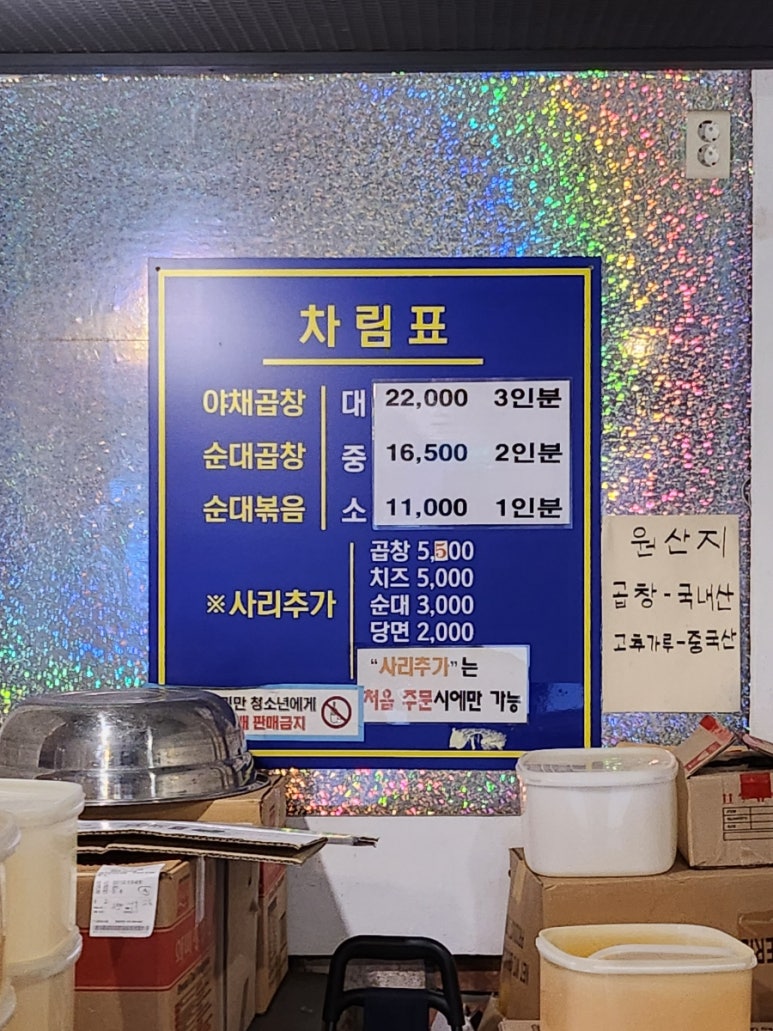 차림표
야채곱창 대 22,000 3인분
순대곱창 중 16,500 2인분
순대볶음 소 11,000 1인분
※사리추가
곱창 5,500
치즈 5,000
순대 3,000
당면 2,000
"사리추가"는
처음 주문시에만 가능
청소년에게
판매금지
원산지
곱창-국내산
고추가루-중국산